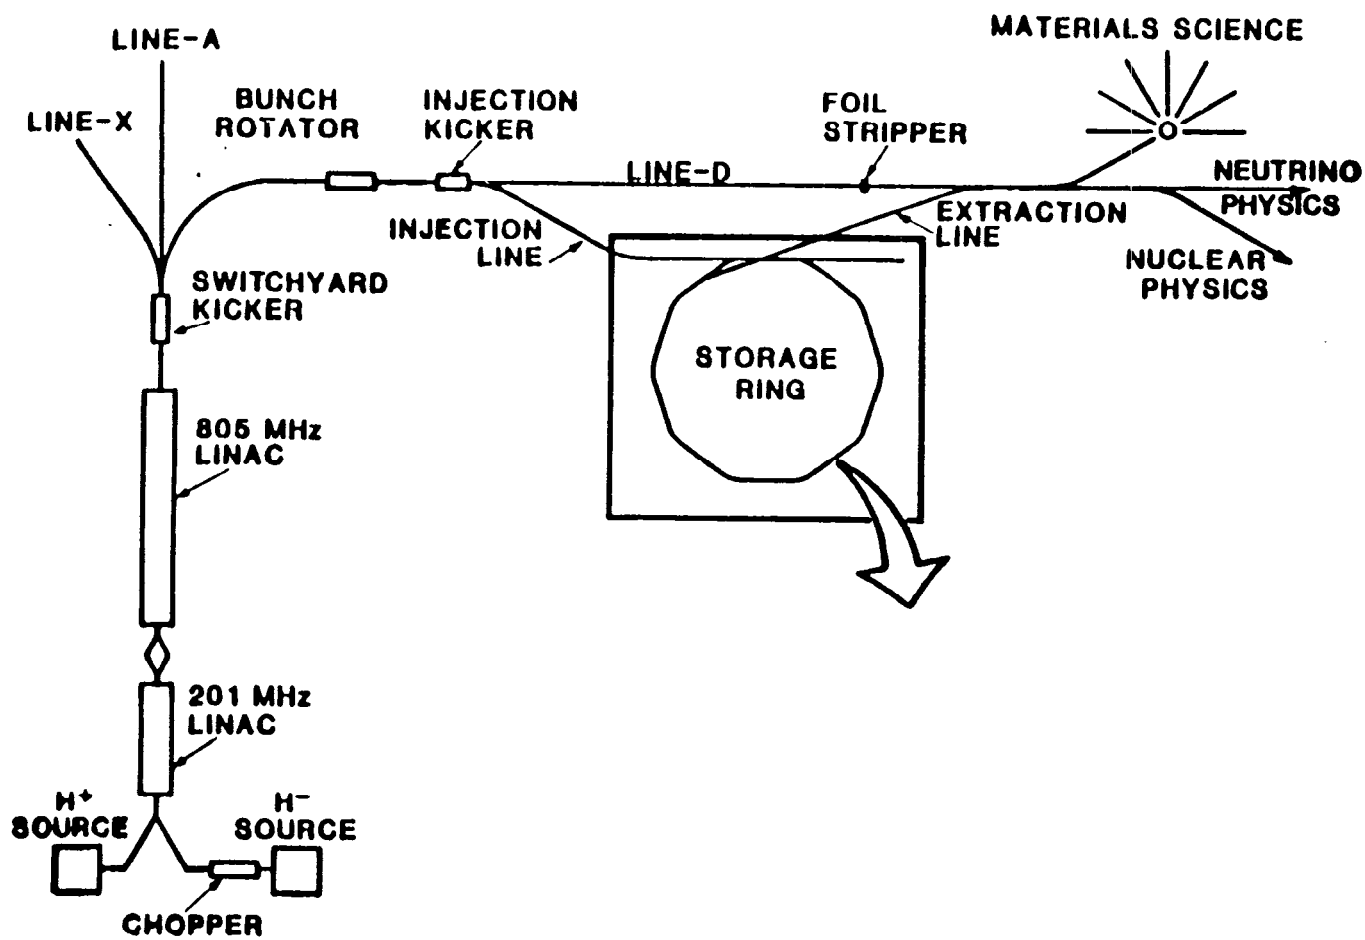 MATERIALS SCIENCE
LINE-A
LINE-X
BUNCH
ROTATOR
INJECTION
KICKER
FOIL
STRIPPER
LINE-D
NEUTRINO
PHYSICS
INJECTION
LINE
EXTRACTION
LINE
NUCLEAR
PHYSICS
SWITCHYARD
KICKER
STORAGE
RING
805 MHz
LINAC
201 MHz
LINAC
H+
SOURCE
H−
SOURCE
CHOPPER